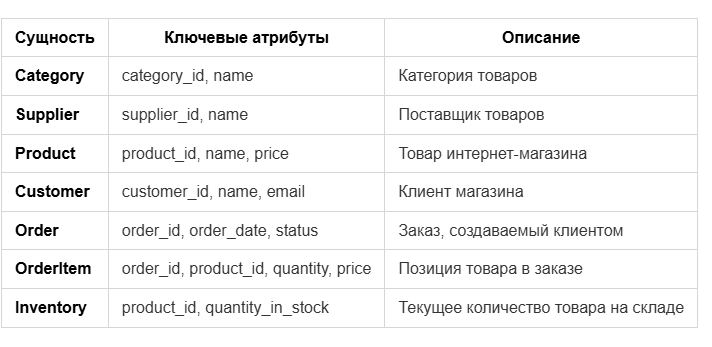 Сущность Ключевые атрибуты Описание
Category category_id, name Категория товаров
Supplier supplier_id, name Поставщик товаров
Product product_id, name, price Товар интернет-магазина
Customer customer_id, name, email Клиент магазина
Order order_id, order_date, status Заказ, создаваемый клиентом
OrderItem order_id, product_id, quantity, price Позиция товара в заказе
Inventory product_id, quantity_in_stock Текущее количество товара на складе